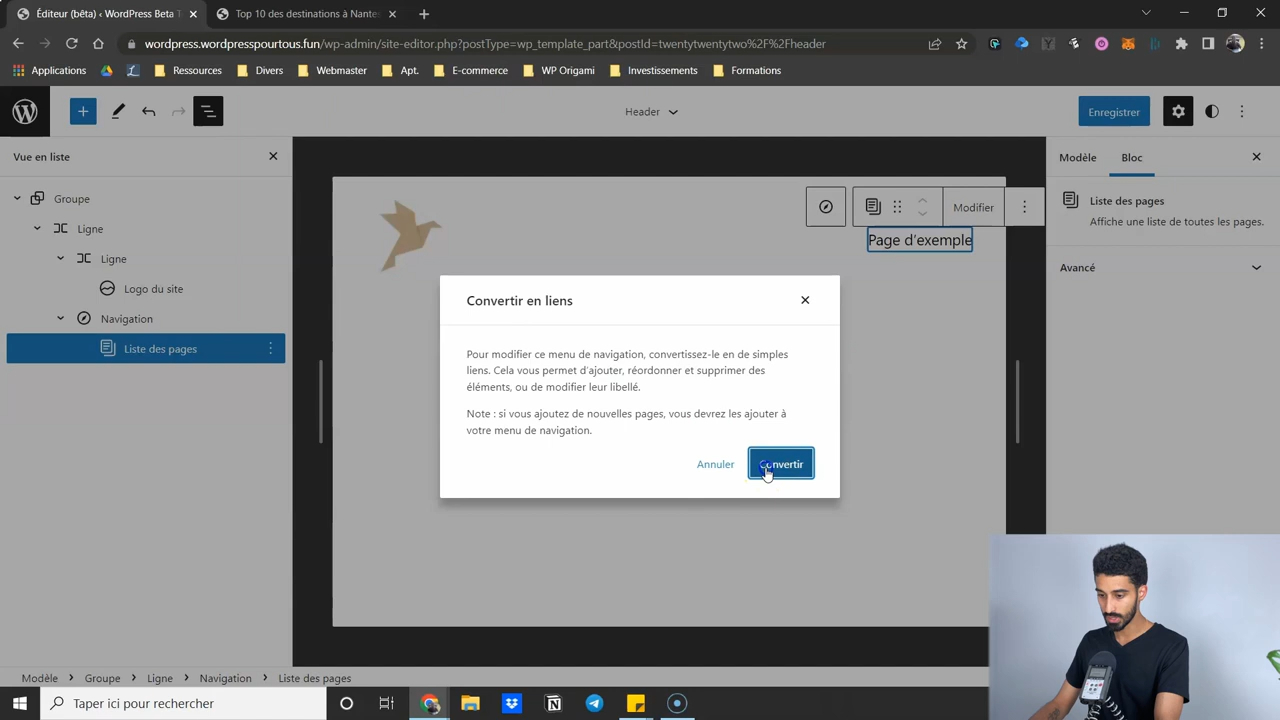 Éditeur (bêta) ‹ WordPress Beta T
Top 10 des destinations à Nante
wordpress.wordpresspourtous.fun/wp-admin/site-editor.php?postType=wp_template_part&postId=twentytwentytwo%2F%2Fheader
Applications
Ressources
Divers
Webmaster
Apt.
E-commerce
WP Origami
Investissements
Formations
Header
Enregistrer
Vue en liste
Groupe
Ligne
Ligne
Logo du site
Navigation
Liste des pages
Modifier
Page d'exemple
Convertir en liens
Pour modifier ce menu de navigation, convertissez-le en de simples
liens. Cela vous permet d'ajouter, réordonner et supprimer des
éléments, ou de modifier leur libellé.
Note : si vous ajoutez de nouvelles pages, vous devrez les ajouter à
votre menu de navigation.
Annuler
Convertir
Modèle
Bloc
Liste des pages
Affiche une liste de toutes les pages.
Avancé
Modèle
Groupe
Ligne
Navigation
Liste des pages
Taper ici pour rechercher